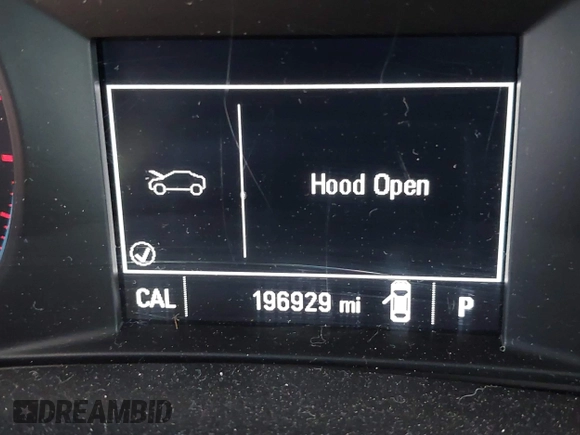 Hood Open
CAL 196929 mi P
DREAMBID